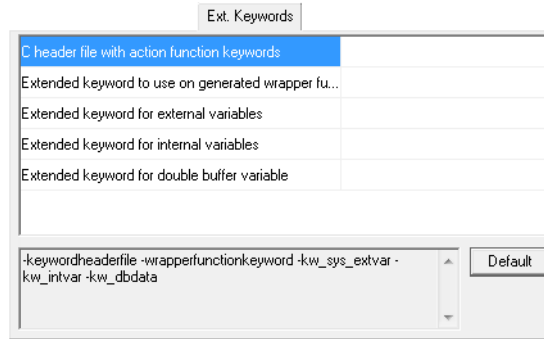 Ext. Keywords
C header file with action function keywords
Extended keyword to use on generated wrapper fu...
Extended keyword for external variables
Extended keyword for internal variables
Extended keyword for double buffer variable
-keywordheaderfile -wrapperfunctionkeyword -kw_sys_extvar -
kw_intvar -kw_dbdata
Default